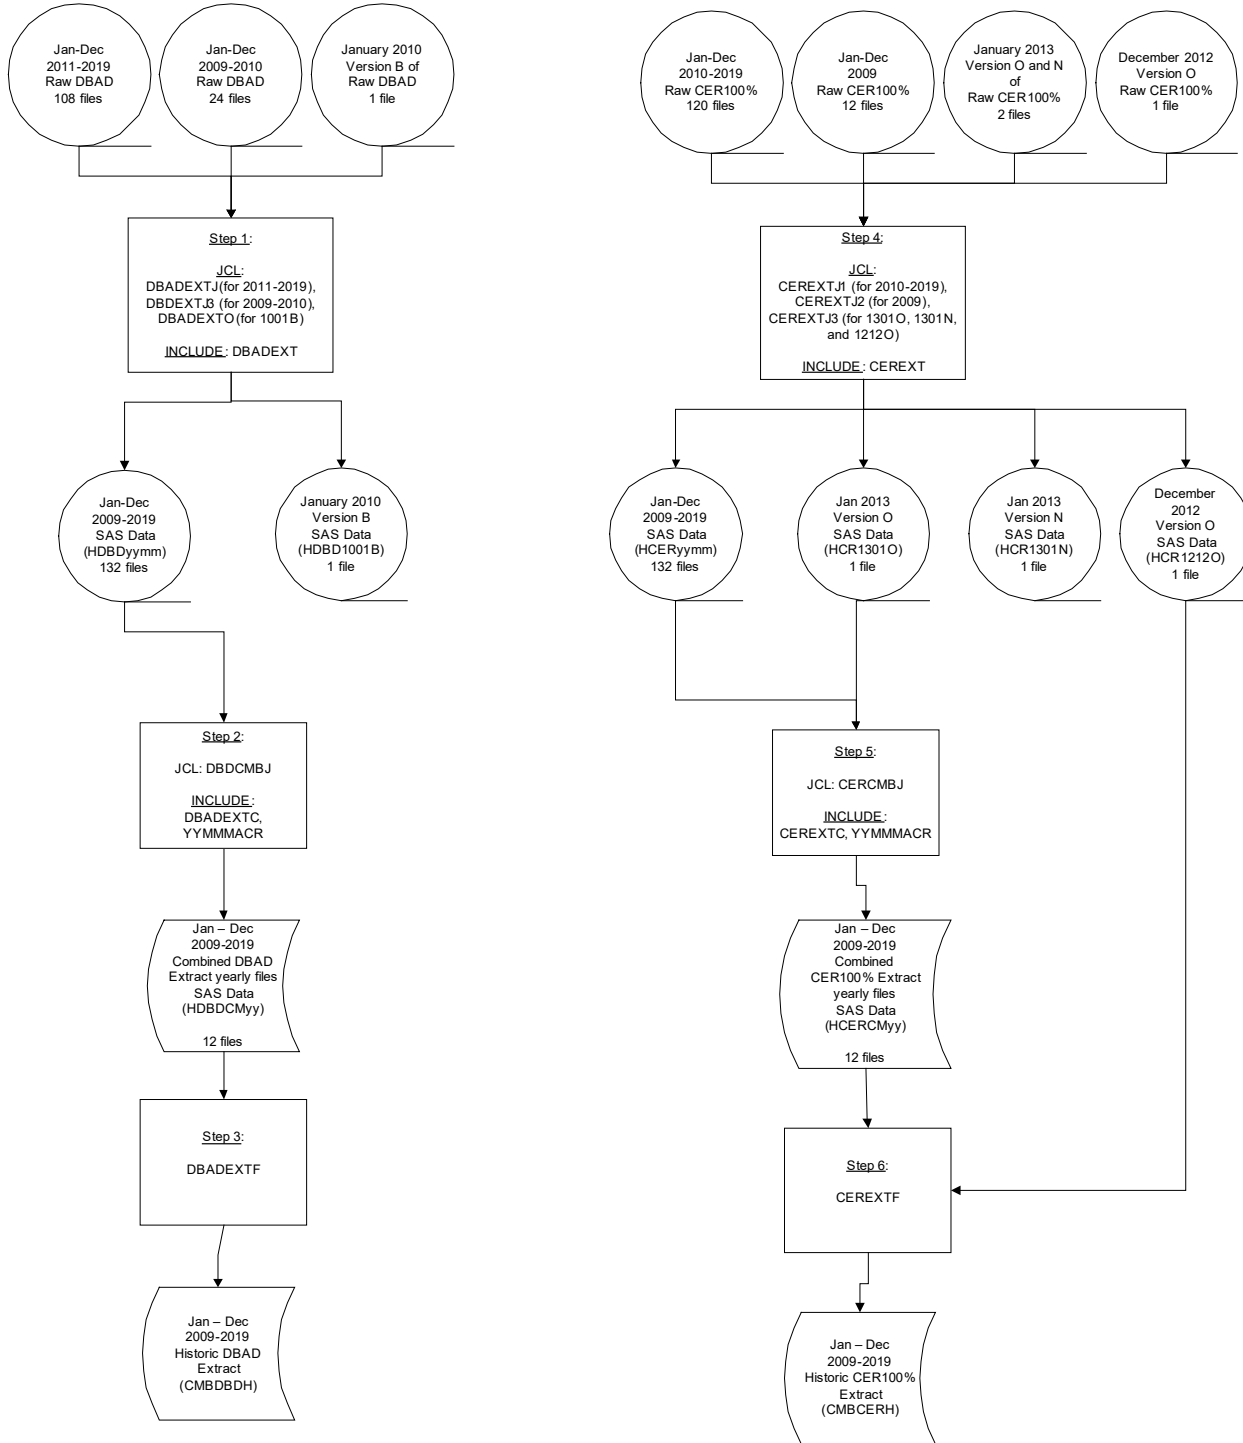 Jan-Dec
2011-2019
Raw DBAD
108 files
Jan-Dec
2009-2010
Raw DBAD
24 files
January 2010
Version B of
Raw DBAD
1 file
Jan-Dec
2010-2019
Raw CER100%
120 files
Jan-Dec
2009
Raw CER100%
12 files
January 2013
Version O and N
of
Raw CER100%
2 files
December 2012
Version O
Raw CER100%
1 file
Step 1:
JCL:
DBADEXTJ(for 2011-2019),
DBDEXTJ3 (for 2009-2010),
DBADEXTO(for 1001B)
INCLUDE: DBADEXT
Step 4:
JCL:
CEREXTJ1 (for 2010-2019),
CEREXTJ2 (for 2009),
CEREXTJ3 (for 1301O, 1301N,
and 1212O)
INCLUDE: CEREXT
Jan-Dec
2009-2019
SAS Data
(HDBDyymm)
132 files
January 2010
Version B
SAS Data
(HDBD1001B)
1 file
Jan-Dec
2009-2019
SAS Data
(HCERyymm)
132 files
Jan 2013
Version O
SAS Data
(HCR1301O)
1 file
Jan 2013
Version N
SAS Data
(HCR1301N)
1 file
December
2012
Version O
SAS Data
(HCR1212O)
1 file
Step 2:
JCL: DBDCMBJ
INCLUDE:
DBADEXTC,
YYMMMACR
Step 5:
JCL: CERCMBJ
INCLUDE:
CEREXTC, YYMMMACR
Jan – Dec
2009-2019
Combined DBAD
Extract yearly files
SAS Data
(HDBDCMyy)
12 files
Jan – Dec
2009-2019
Combined
CER100% Extract
yearly files
SAS Data
(HCERCMyy)
12 files
Step 3:
DBADEXTF
Step 6:
CEREXTF
Jan – Dec
2009-2019
Historic DBAD
Extract
(CMBDBDH)
Jan – Dec
2009-2019
Historic CER100%
Extract
(CMBCERH)